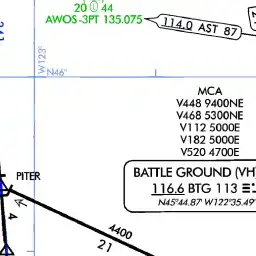 20 44
AWOS-3PT 135.075
114.0 AST 87
W123°
N46°
MCA
V448 9400NE
V468 5300NE
V112 5000E
V182 5000E
V520 4700E
BATTLE GROUND (VH)
116.6 BTG 113
N45°44.87' W122°35.49'
PITER
4
4400
21